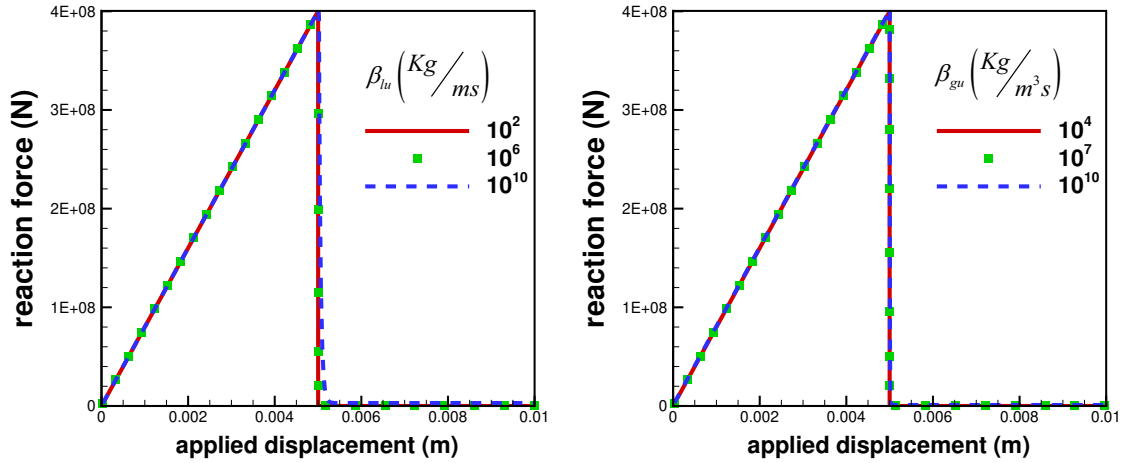 4E+08
3E+08
2E+08
1E+08
0
reaction force (N)
β_lu (Kg/ms)
10^2
10^6
10^10
0 0.002 0.004 0.006 0.008 0.01
applied displacement (m)
4E+08
3E+08
2E+08
1E+08
0
reaction force (N)
β_gu (Kg/m^3 s)
10^4
10^7
10^10
0 0.002 0.004 0.006 0.008 0.01
applied displacement (m)